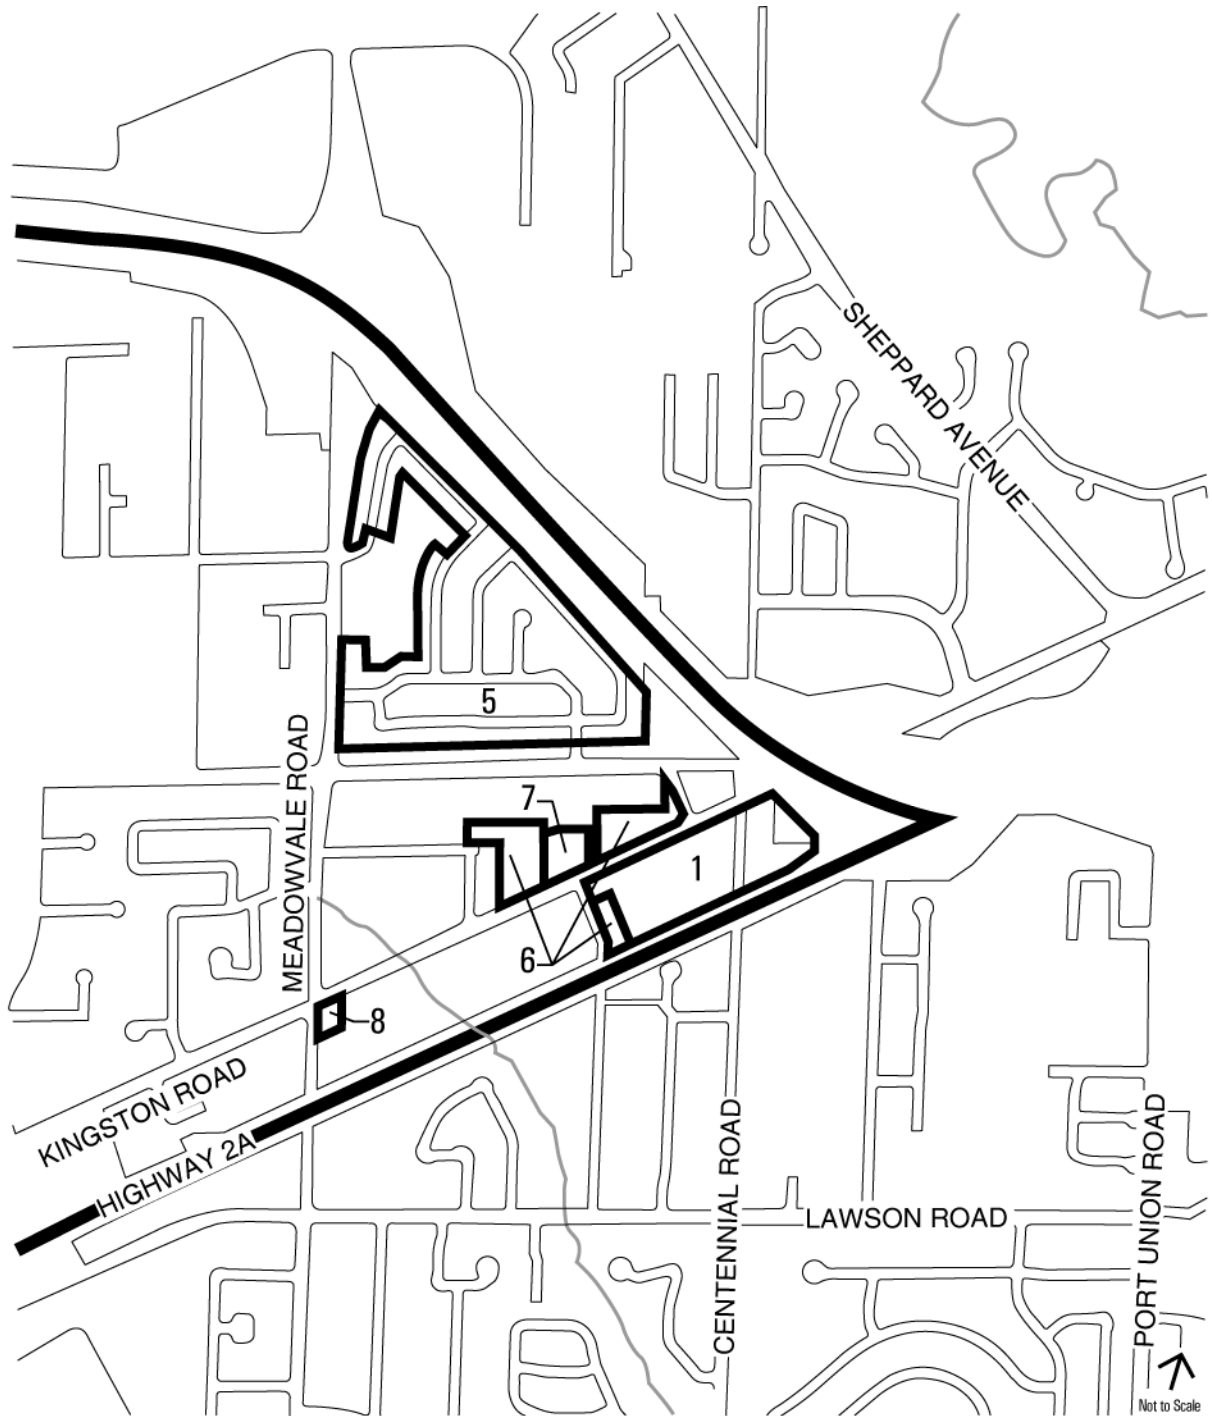 SHEPPARD AVENUE
5
MEADOWVALE ROAD
7
1
6
8
KINGSTON ROAD
HIGHWAY 2A
CENTENNIAL ROAD
LAWSON ROAD
PORT UNION ROAD
Not to Scale